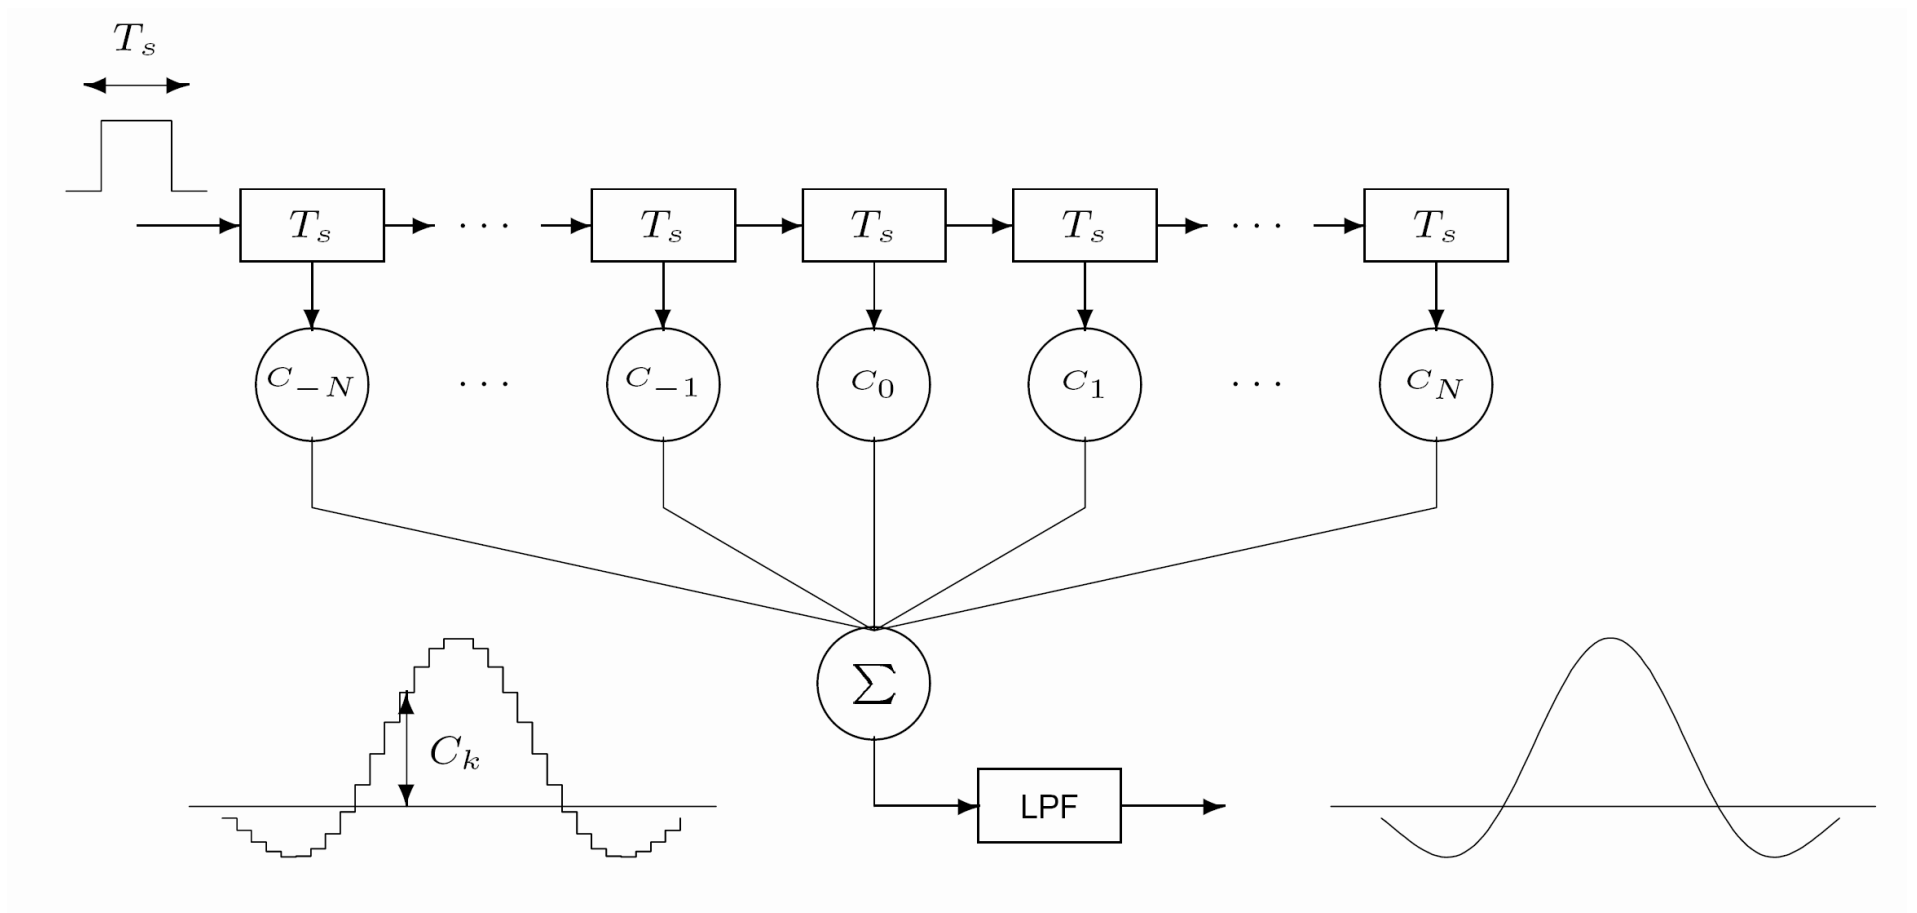 T_s
T_s ... T_s T_s T_s ... T_s
C_{-N} ... C_{-1} C_0 C_1 ... C_N
∑
C_k
LPF